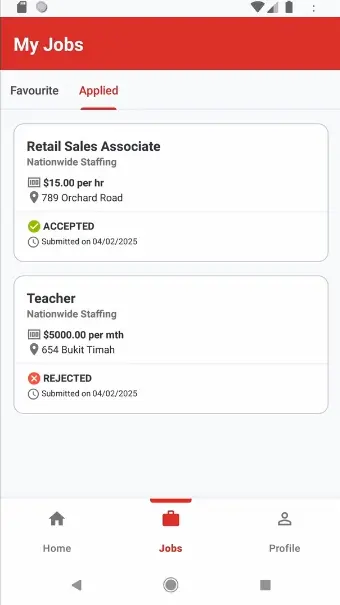 My Jobs
Favourite
Applied
Retail Sales Associate
Nationwide Staffing
$15.00 per hr
789 Orchard Road
ACCEPTED
Submitted on 04/02/2025
Teacher
Nationwide Staffing
$5000.00 per mth
654 Bukit Timah
REJECTED
Submitted on 04/02/2025
Home
Jobs
Profile